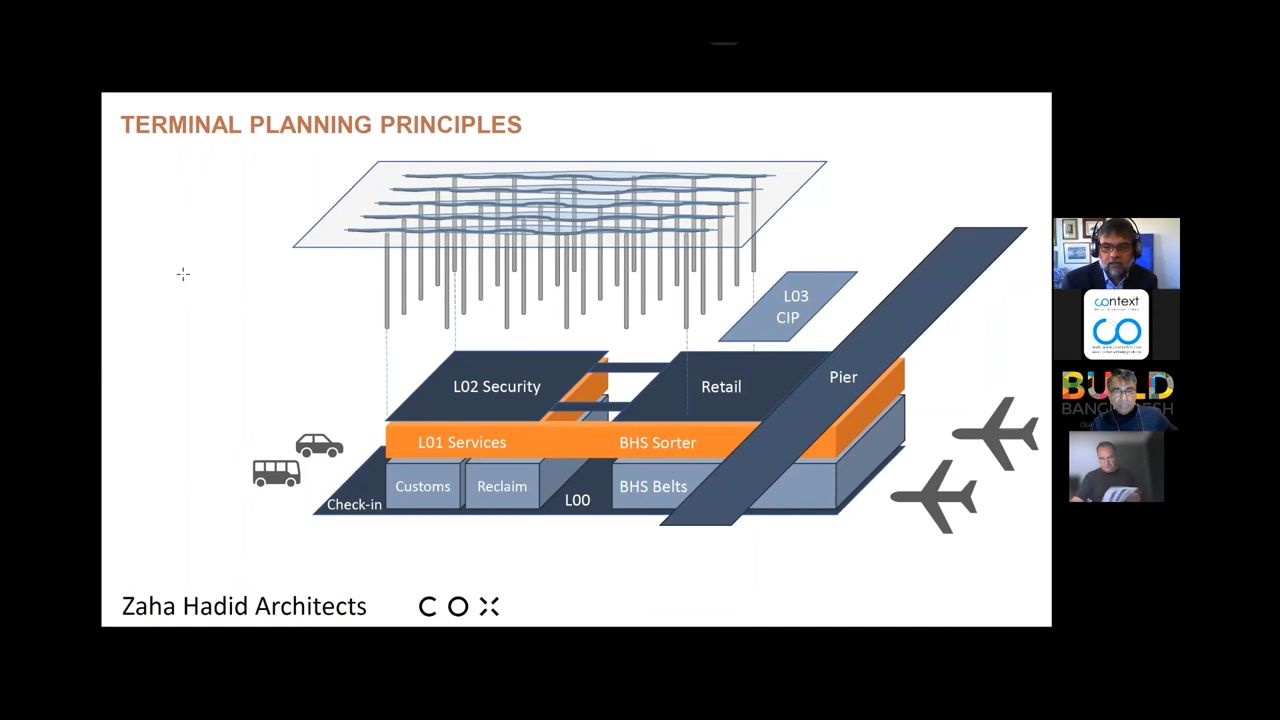 TERMINAL PLANNING PRINCIPLES
L03
CIP
L02 Security
Retail
Pier
L01 Services
BHS Sorter
Customs
Reclaim
L00
BHS Belts
Check-in
Zaha Hadid Architects
COX
context
BUILD